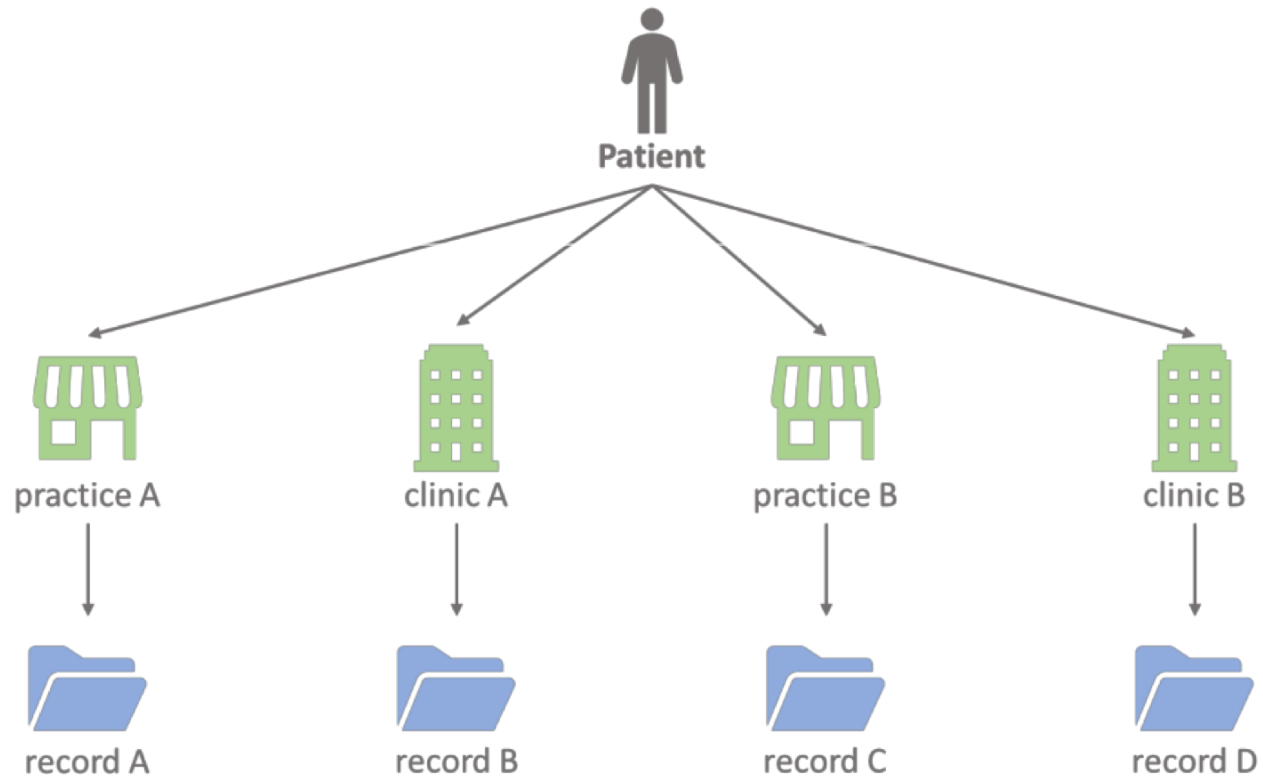 Patient
practice A
clinic A
practice B
clinic B
record A
record B
record C
record D